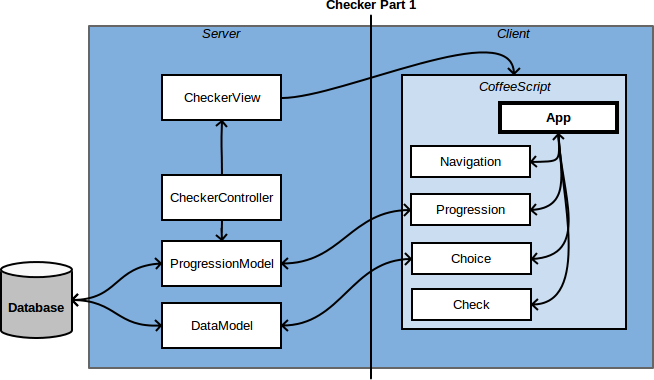 Checker Part 1
Server
Client
CheckerView
CoffeeScript
App
Navigation
CheckerController
Progression
ProgressionModel
Choice
Database
DataModel
Check